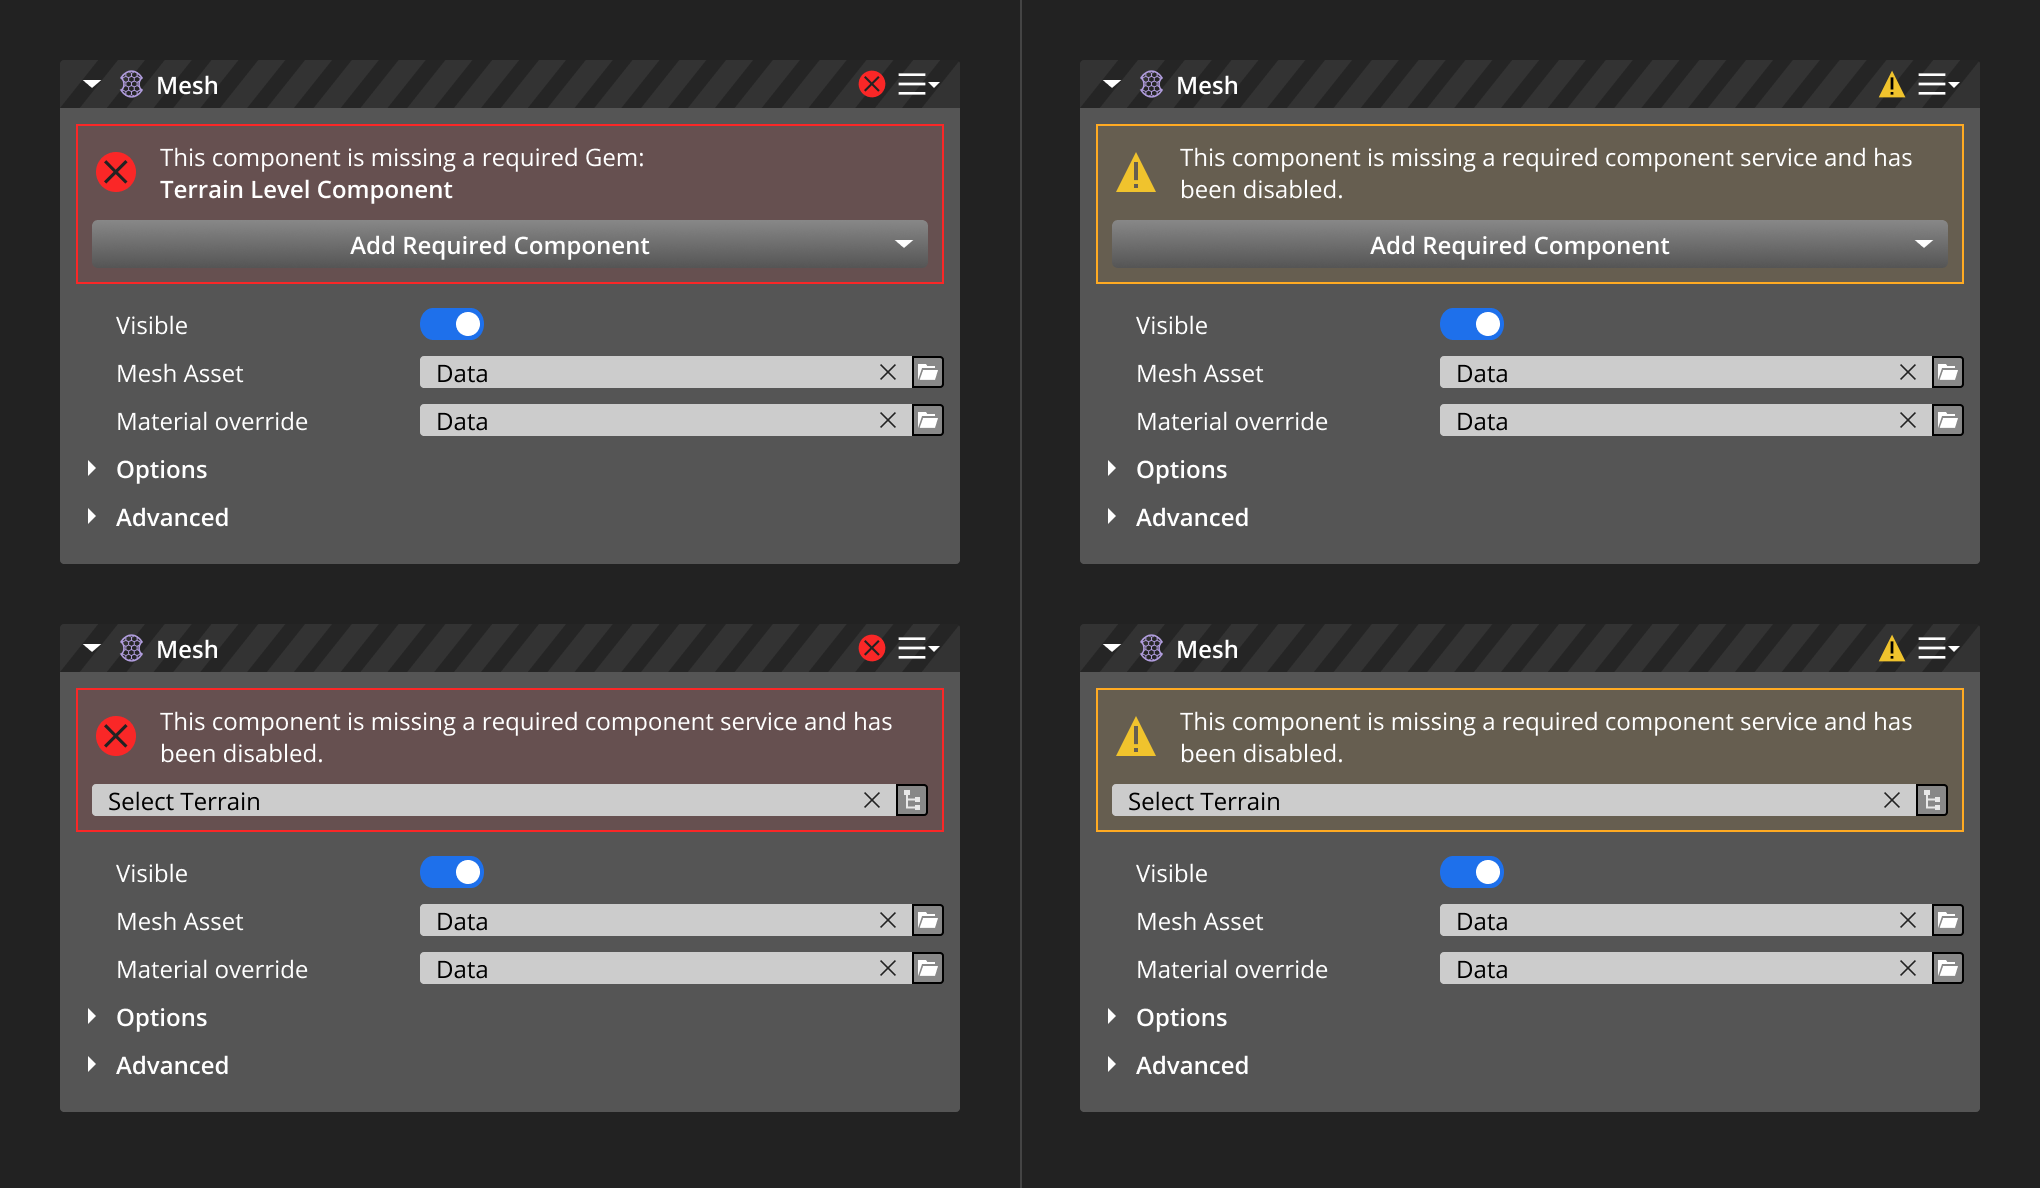 Mesh
This component is missing a required Gem:
Terrain Level Component
Add Required Component
Visible
Mesh Asset
Data
Material override
Data
Options
Advanced
Mesh
This component is missing a required component service and has
been disabled.
Add Required Component
Visible
Mesh Asset
Data
Material override
Data
Options
Advanced
Mesh
This component is missing a required component service and has
been disabled.
Select Terrain
Visible
Mesh Asset
Data
Material override
Data
Options
Advanced
Mesh
This component is missing a required component service and has
been disabled.
Select Terrain
Visible
Mesh Asset
Data
Material override
Data
Options
Advanced